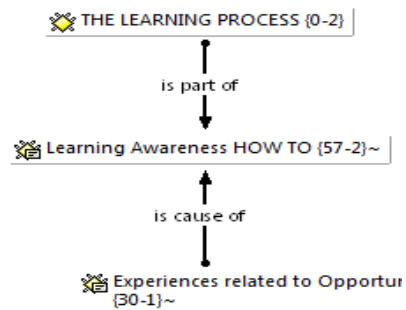 THE LEARNING PROCESS {0-2}
is part of
Learning Awareness HOW TO {57-2}~
is cause of
Experiences related to Opportur
{30-1}~